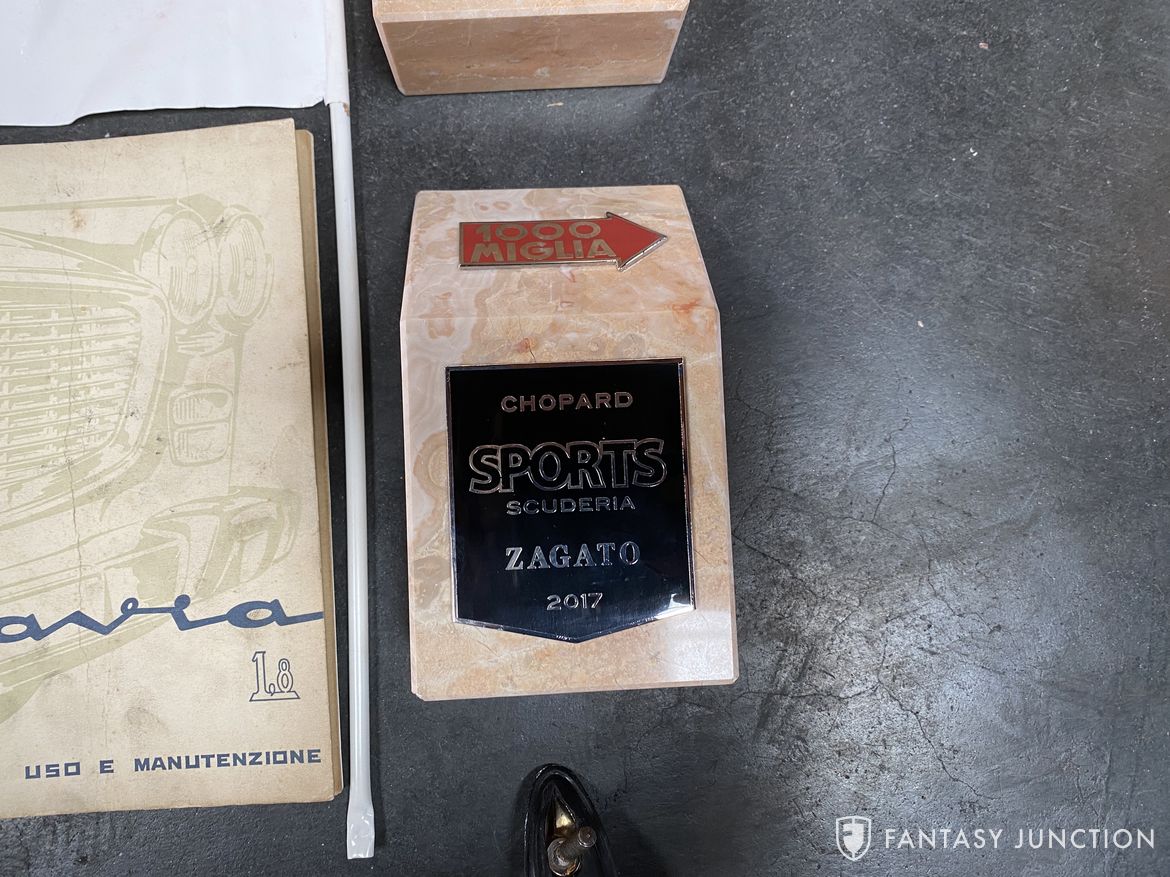 1000
MIGLIA
CHOPARD
SPORTS
SCUDERIA
ZAGATO
2017
avia
1,8
USO E MANUTENZIONE
FANTASY JUNCTION